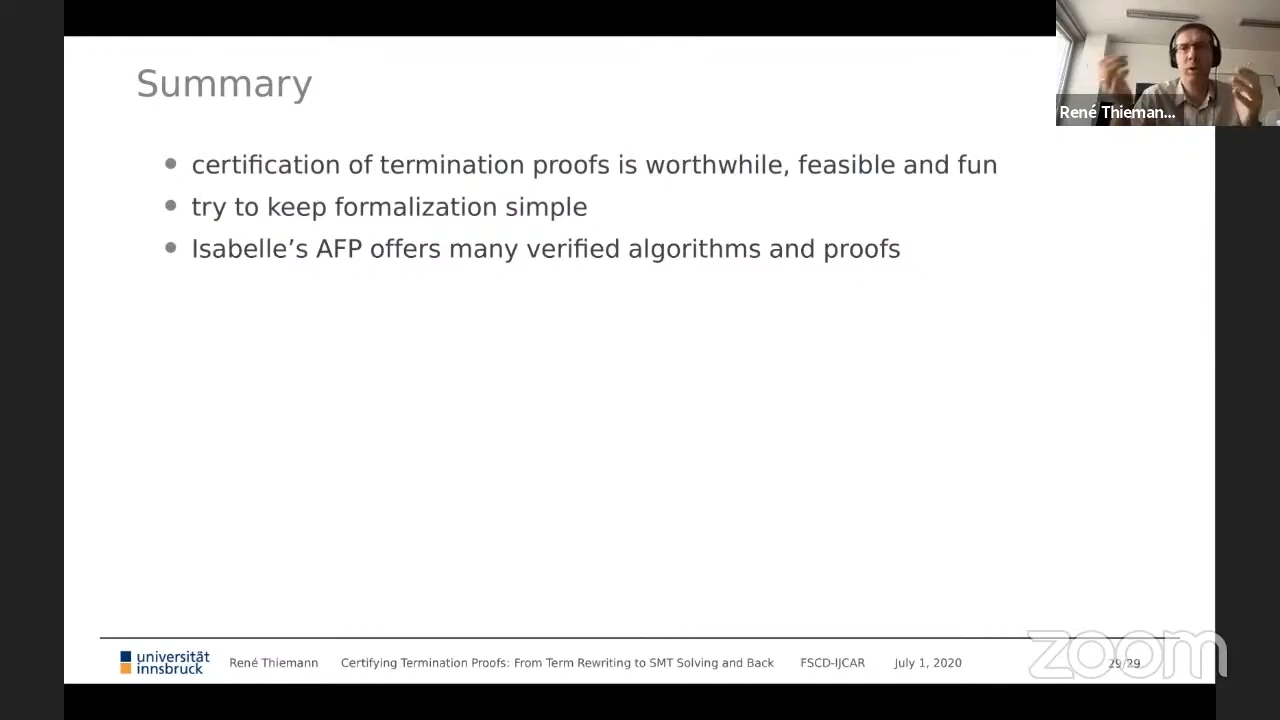 Summary
René Thieman...
• certification of termination proofs is worthwhile, feasible and fun
• try to keep formalization simple
• Isabelle’s AFP offers many verified algorithms and proofs
universität
innsbruck
René Thiemann Certifying Termination Proofs: From Term Rewriting to SMT Solving and Back FSCD-IJCAR July 1, 2020 29/29
zoom